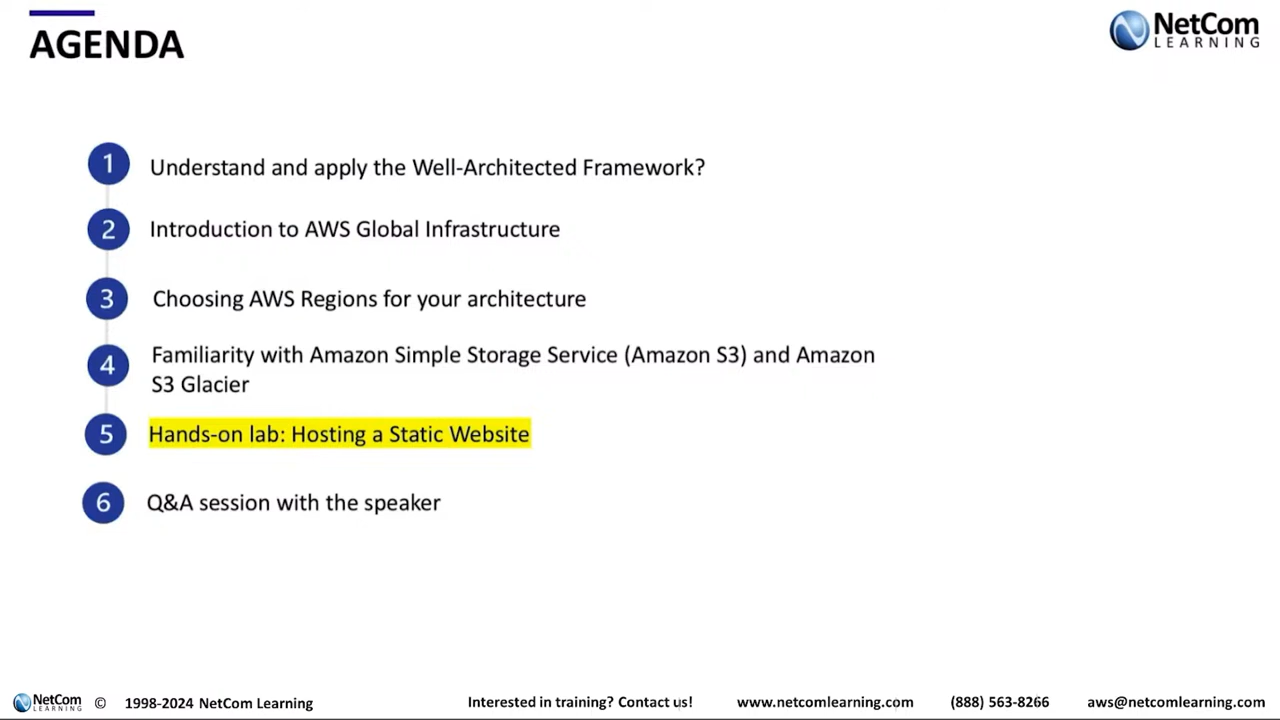 AGENDA
NetCom
LEARNING
1 Understand and apply the Well-Architected Framework?
2 Introduction to AWS Global Infrastructure
3 Choosing AWS Regions for your architecture
4 Familiarity with Amazon Simple Storage Service (Amazon S3) and Amazon
S3 Glacier
5 Hands-on lab: Hosting a Static Website
6 Q&A session with the speaker
NetCom
LEARNING
© 1998-2024 NetCom Learning
Interested in training? Contact us! www.netcomlearning.com (888) 563-8266 aws@netcomlearning.com